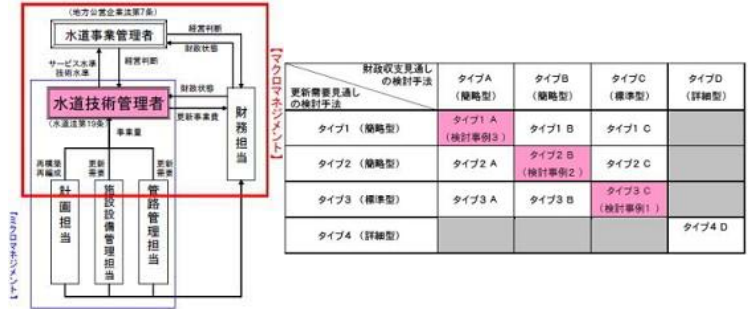 (地方公営企業法第7条)
水道事業管理者
経営判断
財政状態
サービス水準
技術水準
経営判断
水道技術管理者
(水道法第19条)
財政状態
更新事業費
財務担当
事業量
再構築
再編成
更新
需要
更新
需要
計画担当
施設設備管理担当
管路管理担当
【マクロマネジメント】
【ミクロマネジメント】
財政収支見通し
の検討手法
更新需要見通し
の検討手法
タイプA
(簡略型)
タイプB
(簡略型)
タイプC
(標準型)
タイプD
(詳細型)
タイプ1 (簡略型)
タイプ1 A
(検討事例3)
タイプ1 B
タイプ1 C
タイプ2 (簡略型)
タイプ2 A
タイプ2 B
(検討事例2)
タイプ2 C
タイプ3 (標準型)
タイプ3 A
タイプ3 B
タイプ3 C
(検討事例1)
タイプ4 (詳細型)
タイプ4 D